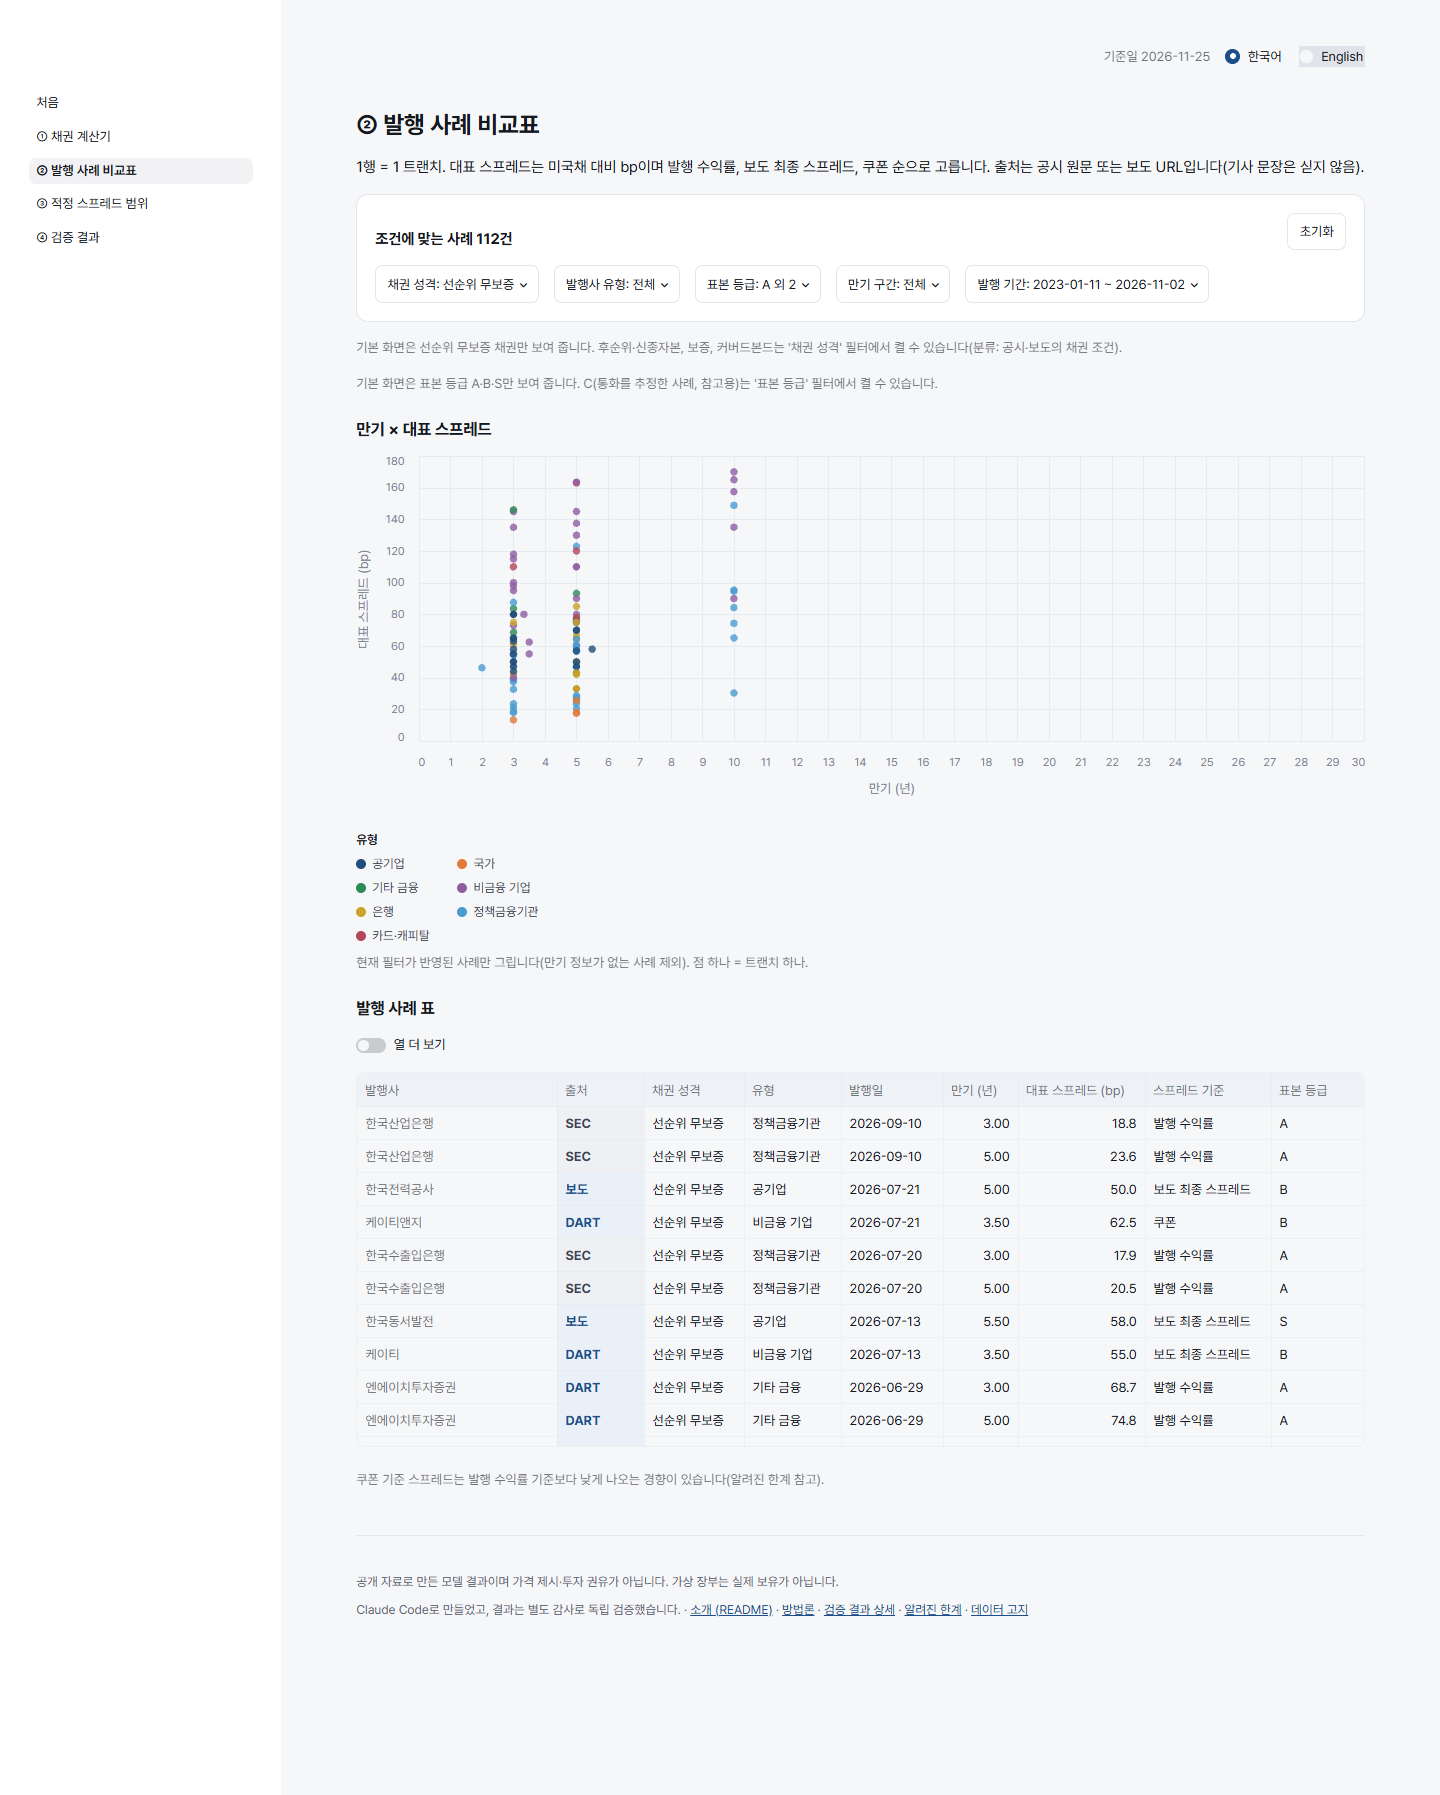 기준일 2026-11-25 한국어 English
처음
① 채권 계산기
② 발행 사례 비교표
③ 적정 스프레드 범위
④ 검증 결과
② 발행 사례 비교표
1행 = 1 트랜치. 대표 스프레드는 미국채 대비 bp이며 발행 수익률, 보도 최종 스프레드, 쿠폰 순으로 고릅니다. 출처는 공시 원문 또는 보도 URL입니다(기사 문장은 싣지 않음).
조건에 맞는 사례 112건
초기화
채권 성격: 선순위 무보증 발행사 유형: 전체 표본 등급: A 외 2 만기 구간: 전체 발행 기간: 2023-01-11 ~ 2026-11-02
기본 화면은 선순위 무보증 채권만 보여 줍니다. 후순위·신종자본, 보증, 커버드본드는 '채권 성격' 필터에서 켤 수 있습니다(분류: 공시·보도의 채권 조건).
기본 화면은 표본 등급 A·B·S만 보여 줍니다. C(통화를 추정한 사례, 참고용)는 '표본 등급' 필터에서 켤 수 있습니다.
만기 × 대표 스프레드
대표 스프레드 (bp)
180
160
140
120
100
80
60
40
20
0
0 1 2 3 4 5 6 7 8 9 10 11 12 13 14 15 16 17 18 19 20 21 22 23 24 25 26 27 28 29 30
만기 (년)
유형
공기업 국가
기타 금융 비금융 기업
은행 정책금융기관
카드·캐피탈
현재 필터가 반영된 사례만 그립니다(만기 정보가 없는 사례 제외). 점 하나 = 트랜치 하나.
발행 사례 표
열 더 보기
발행사 출처 채권 성격 유형 발행일 만기 (년) 대표 스프레드 (bp) 스프레드 기준 표본 등급
한국산업은행 SEC 선순위 무보증 정책금융기관 2026-09-10 3.00 18.8 발행 수익률 A
한국산업은행 SEC 선순위 무보증 정책금융기관 2026-09-10 5.00 23.6 발행 수익률 A
한국전력공사 보도 선순위 무보증 공기업 2026-07-21 5.00 50.0 보도 최종 스프레드 B
케이티앤지 DART 선순위 무보증 비금융 기업 2026-07-21 3.50 62.5 쿠폰 B
한국수출입은행 SEC 선순위 무보증 정책금융기관 2026-07-20 3.00 17.9 발행 수익률 A
한국수출입은행 SEC 선순위 무보증 정책금융기관 2026-07-20 5.00 20.5 발행 수익률 A
한국동서발전 보도 선순위 무보증 공기업 2026-07-13 5.50 58.0 보도 최종 스프레드 S
케이티 DART 선순위 무보증 비금융 기업 2026-07-13 3.50 55.0 보도 최종 스프레드 B
엔에이치투자증권 DART 선순위 무보증 기타 금융 2026-06-29 3.00 68.7 발행 수익률 A
엔에이치투자증권 DART 선순위 무보증 기타 금융 2026-06-29 5.00 74.8 발행 수익률 A
쿠폰 기준 스프레드는 발행 수익률 기준보다 낮게 나오는 경향이 있습니다(알려진 한계 참고).
공개 자료로 만든 모델 결과이며 가격 제시·투자 권유가 아닙니다. 가상 장부는 실제 보유가 아닙니다.
Claude Code로 만들었고, 결과는 별도 감사로 독립 검증했습니다. · 소개 (README) · 방법론 · 검증 결과 상세 · 알려진 한계 · 데이터 고지